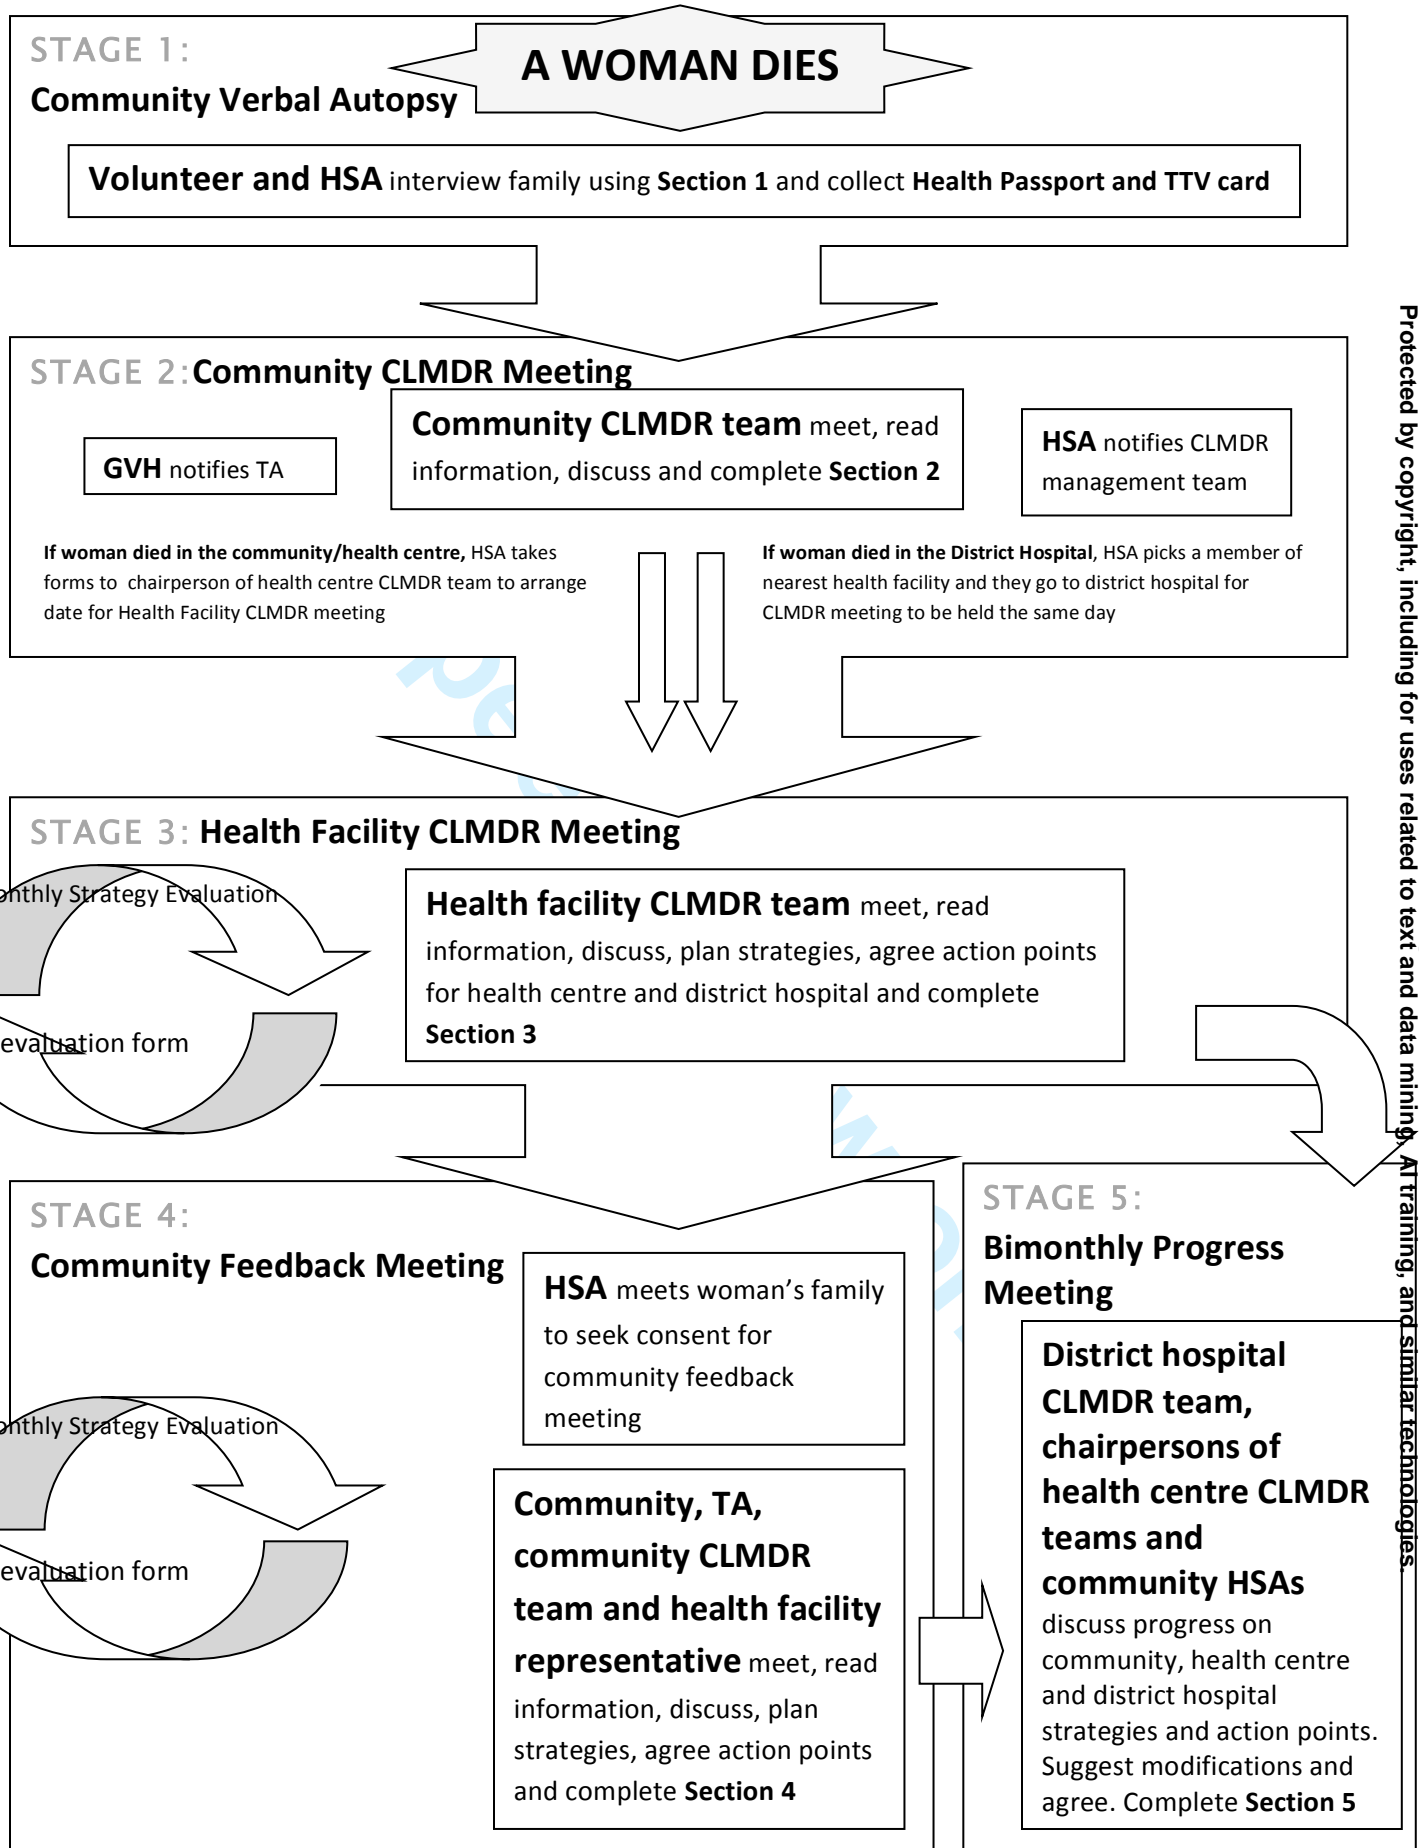 A WOMAN DIES
STAGE 1:
Community Verbal Autopsy
Volunteer and HSA interview family using Section 1 and collect Health Passport and TTV card
STAGE 2: Community CLMDR Meeting
GVH notifies TA
Community CLMDR team meet, read
information, discuss and complete Section 2
HSA notifies CLMDR
management team
If woman died in the community/health centre, HSA takes
forms to chairperson of health centre CLMDR team to arrange
date for Health Facility CLMDR meeting
If woman died in the District Hospital, HSA picks a member of
nearest health facility and they go to district hospital for
CLMDR meeting to be held the same day
STAGE 3: Health Facility CLMDR Meeting
onthly Strategy Evaluation
evaluation form
Health facility CLMDR team meet, read
information, discuss, plan strategies, agree action points
for health centre and district hospital and complete
Section 3
STAGE 4:
Community Feedback Meeting
HSA meets woman's family
to seek consent for
community feedback
meeting
onthly Strategy Evaluation
evaluation form
Community, TA,
community CLMDR
team and health facility
representative meet, read
information, discuss, plan
strategies, agree action points
and complete Section 4
STAGE 5:
Bimonthly Progress
Meeting
District hospital
CLMDR team,
chairpersons of
health centre CLMDR
teams and
community HSAs
discuss progress on
community, health centre
and district hospital
strategies and action points.
Suggest modifications and
agree. Complete Section 5
Protected by copyright, including for uses related to text and data mining, AI training, and similar technologies.